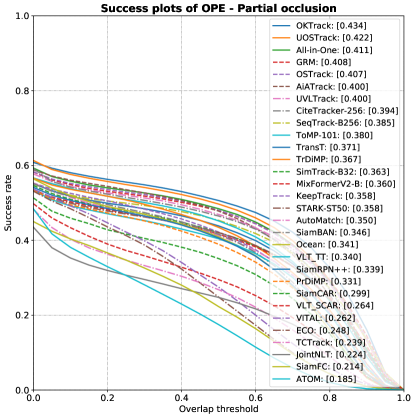 Success plots of OPE - Partial occlusion
Success rate
1.0
0.8
0.6
0.4
0.2
0.0
OKTrack: [0.434]
UOSTrack: [0.422]
All-in-One: [0.411]
GRM: [0.408]
OSTrack: [0.407]
AiATrack: [0.400]
UVLTrack: [0.400]
CiteTracker-256: [0.394]
SeqTrack-B256: [0.385]
ToMP-101: [0.380]
TransT: [0.371]
TrDiMP: [0.367]
SimTrack-B32: [0.363]
MixFormerV2-B: [0.360]
KeepTrack: [0.358]
STARK-ST50: [0.358]
AutoMatch: [0.350]
SiamBAN: [0.346]
Ocean: [0.341]
VLT_TT: [0.340]
SiamRPN++: [0.339]
PrDiMP: [0.331]
SiamCAR: [0.299]
VLT_SCAR: [0.264]
VITAL: [0.262]
ECO: [0.248]
TCTrack: [0.239]
JointNLT: [0.224]
SiamFC: [0.214]
ATOM: [0.185]
0.0 0.2 0.4 0.6 0.8 1.0
Overlap threshold